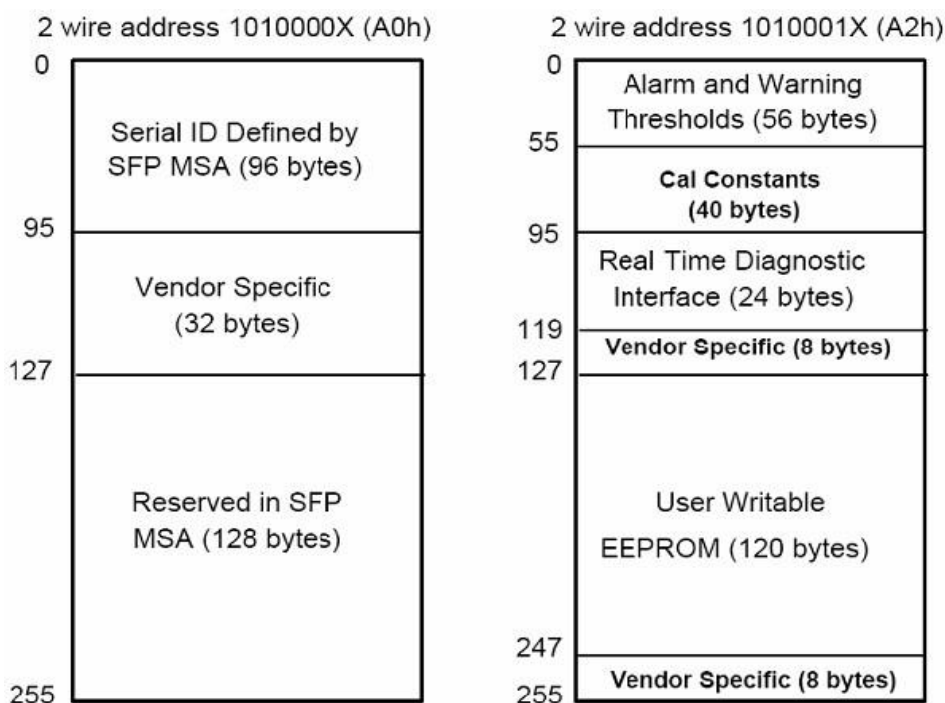 2 wire address 1010000X (A0h)
0
Serial ID Defined by
SFP MSA (96 bytes)
95
Vendor Specific
(32 bytes)
127
Reserved in SFP
MSA (128 bytes)
255
2 wire address 1010001X (A2h)
0
Alarm and Warning
Thresholds (56 bytes)
55
Cal Constants
(40 bytes)
95
Real Time Diagnostic
Interface (24 bytes)
119
Vendor Specific (8 bytes)
127
User Writable
EEPROM (120 bytes)
247
Vendor Specific (8 bytes)
255